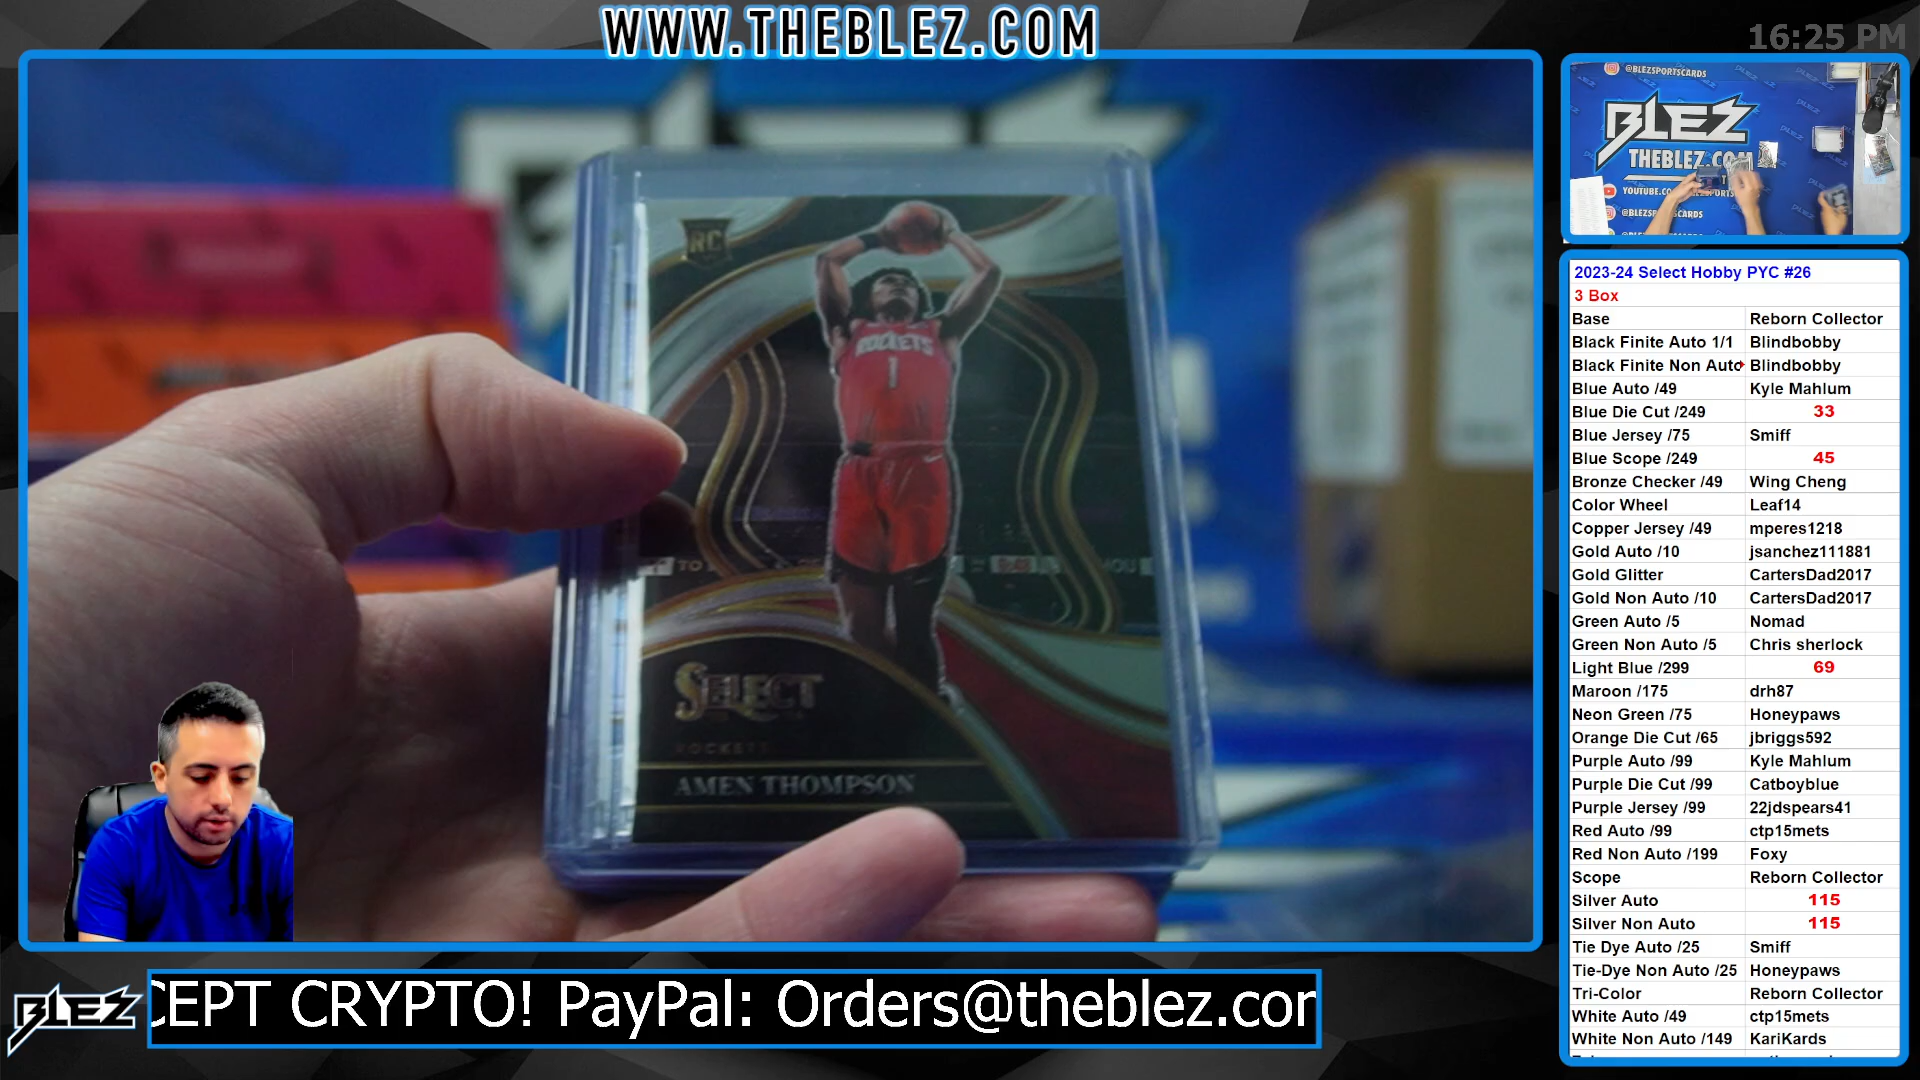 WWW.THEBLEZ.COM
16:25 PM
@BLEZSPORTSCARDS
BLEZ
THEBLEZ.COM
@BLEZSP
CARDS
RC
ROCKETS
1
SELECT
ROCKETS
AMEN THOMPSON
2023-24 Select Hobby PYC #26
3 Box
Base Reborn Collector
Black Finite Auto 1/1 Blindbobby
Black Finite Non Auto Blindbobby
Blue Auto /49 Kyle Mahlum
Blue Die Cut /249 33
Blue Jersey /75 Smiff
Blue Scope /249 45
Bronze Checker /49 Wing Cheng
Color Wheel Leaf14
Copper Jersey /49 mperes1218
Gold Auto /10 jsanchez111881
Gold Glitter CartersDad2017
Gold Non Auto /10 CartersDad2017
Green Auto /5 Nomad
Green Non Auto /5 Chris sherlock
Light Blue /299 69
Maroon /175 drh87
Neon Green /75 Honeypaws
Orange Die Cut /65 jbriggs592
Purple Auto /99 Kyle Mahlum
Purple Die Cut /99 Catboyblue
Purple Jersey /99 22jdspears41
Red Auto /99 ctp15mets
Red Non Auto /199 Foxy
Scope Reborn Collector
Silver Auto 115
Silver Non Auto 115
Tie Dye Auto /25 Smiff
Tie-Dye Non Auto /25 Honeypaws
Tri-Color Reborn Collector
White Auto /49 ctp15mets
White Non Auto /149 KariKards
BLEZ
CEPT CRYPTO! PayPal: Orders@theblez.com